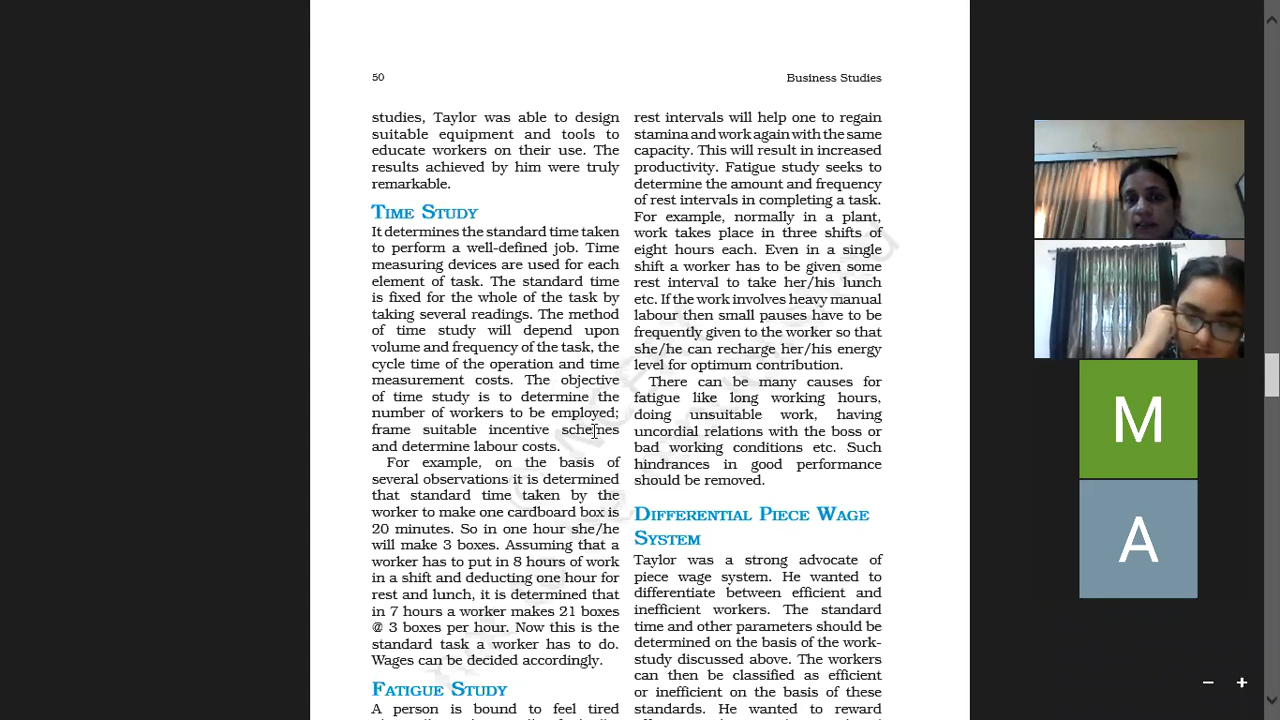 50
Business Studies
studies, Taylor was able to design
suitable equipment and tools to
educate workers on their use. The
results achieved by him were truly
remarkable.
TIME STUDY
It determines the standard time taken
to perform a well-defined job. Time
measuring devices are used for each
element of task. The standard time
is fixed for the whole of the task by
taking several readings. The method
of time study will depend upon
volume and frequency of the task, the
cycle time of the operation and time
measurement costs. The objective
of time study is to determine the
number of workers to be employed;
frame suitable incentive schemes
and determine labour costs.
For example, on the basis of
several observations it is determined
that standard time taken by the
worker to make one cardboard box is
20 minutes. So in one hour she/he
will make 3 boxes. Assuming that a
worker has to put in 8 hours of work
in a shift and deducting one hour for
rest and lunch, it is determined that
in 7 hours a worker makes 21 boxes
@ 3 boxes per hour. Now this is the
standard task a worker has to do.
Wages can be decided accordingly.
FATIGUE STUDY
A person is bound to feel tired
rest intervals will help one to regain
stamina and work again with the same
capacity. This will result in increased
productivity. Fatigue study seeks to
determine the amount and frequency
of rest intervals in completing a task.
For example, normally in a plant,
work takes place in three shifts of
eight hours each. Even in a single
shift a worker has to be given some
rest interval to take her/his lunch
etc. If the work involves heavy manual
labour then small pauses have to be
frequently given to the worker so that
she/he can recharge her/his energy
level for optimum contribution.
There can be many causes for
fatigue like long working hours,
doing unsuitable work, having
uncordial relations with the boss or
bad working conditions etc. Such
hindrances in good performance
should be removed.
DIFFERENTIAL PIECE WAGE
SYSTEM
Taylor was a strong advocate of
piece wage system. He wanted to
differentiate between efficient and
inefficient workers. The standard
time and other parameters should be
determined on the basis of the work-
study discussed above. The workers
can then be classified as efficient
or inefficient on the basis of these
standards. He wanted to reward
M
A